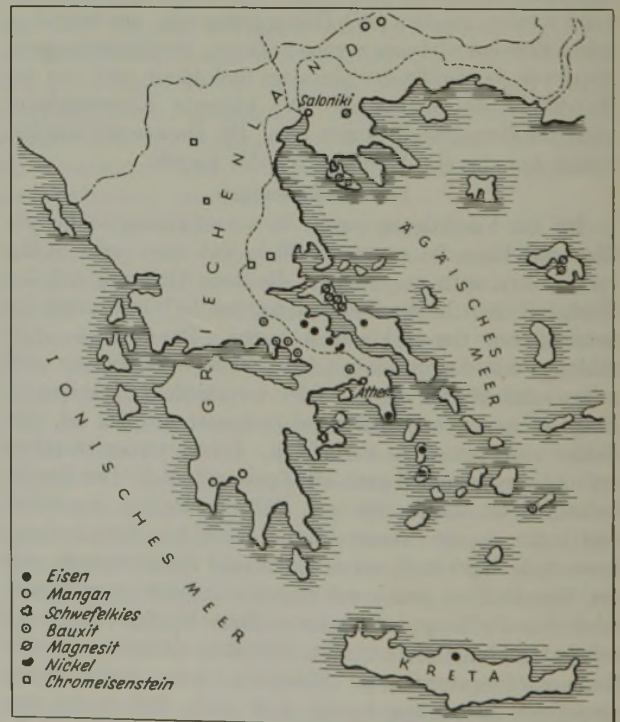 GRIECHENLAND
Saloniki
ÄGÄISCHES
MEER
Athen
IONISCHES MEER
KRETA
Eisen
Mangan
Schwefelkies
Bauxit
Magnesit
Nickel
Chromeisenstein